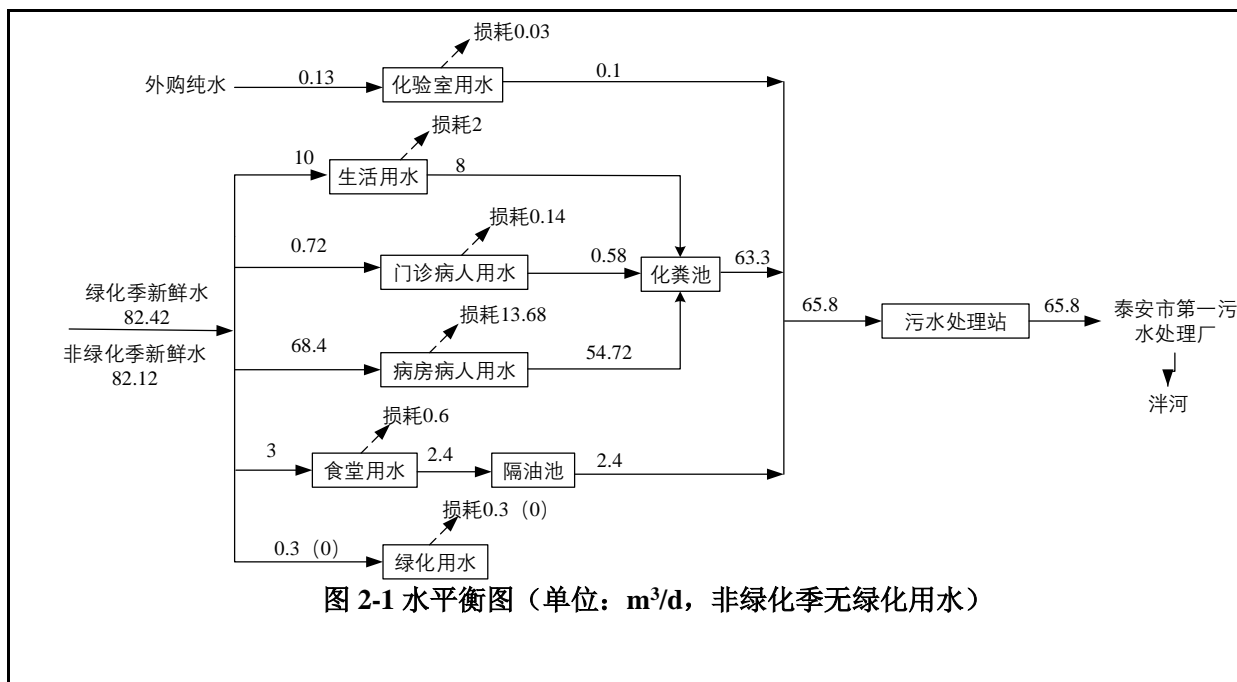 损耗0.03
外购纯水
0.13
化验室用水
0.1
损耗2
10
生活用水
8
损耗0.14
0.72
门诊病人用水
0.58
化粪池
63.3
绿化季新鲜水
82.42
非绿化季新鲜水
82.12
损耗13.68
68.4
病房病人用水
54.72
65.8
污水处理站
65.8
泰安市第一污
水处理厂
泮河
损耗0.6
3
食堂用水
2.4
隔油池
2.4
损耗0.3（0）
0.3（0）
绿化用水
图 2-1 水平衡图（单位：m³/d，非绿化季无绿化用水）